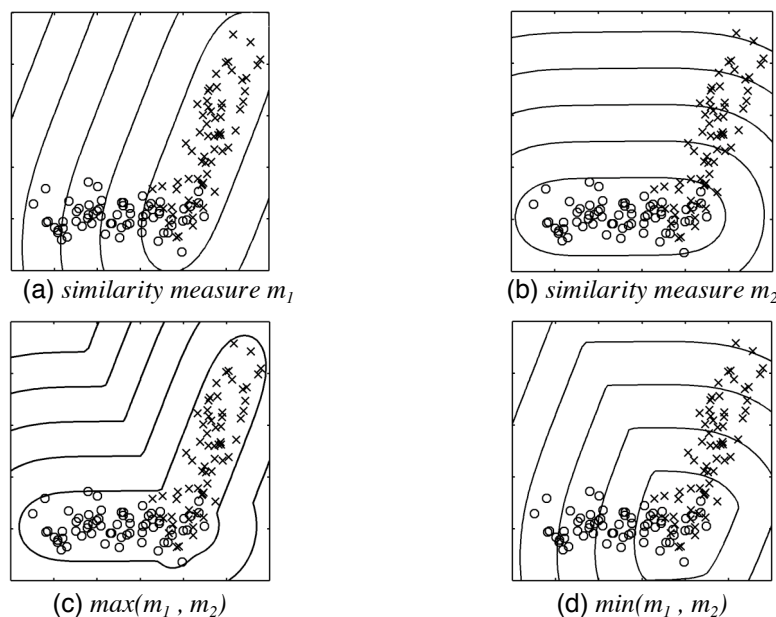 (a) similarity measure m₁
(b) similarity measure m₂
(c) max(m₁ , m₂)
(d) min(m₁ , m₂)